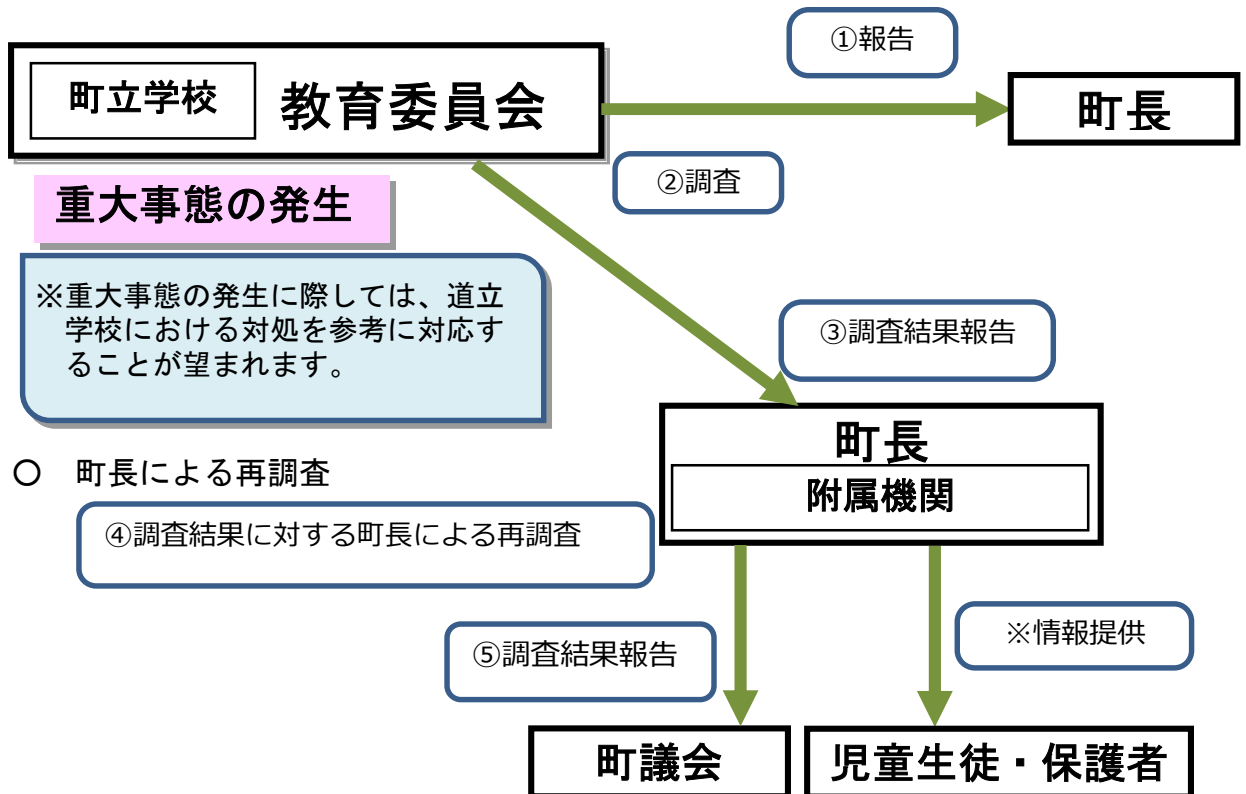 ①報告
町立学校
教育委員会
町長
②調査
重大事態の発生
※重大事態の発生に際しては、道立
学校における対処を参考に対応す
ることが望まれます。
③調査結果報告
町長
附属機関
○　町長による再調査
④調査結果に対する町長による再調査
⑤調査結果報告
※情報提供
町議会
児童生徒・保護者